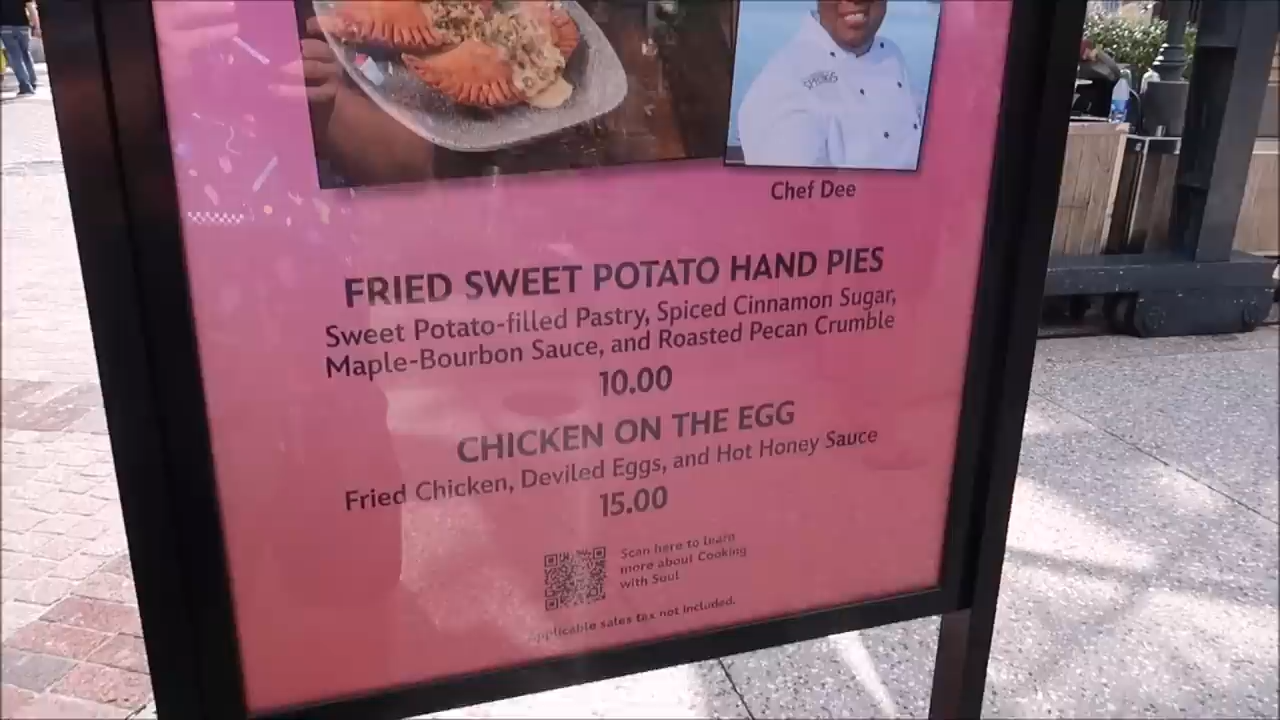 Chef Dee
FRIED SWEET POTATO HAND PIES
Sweet Potato-filled Pastry, Spiced Cinnamon Sugar,
Maple-Bourbon Sauce, and Roasted Pecan Crumble
10.00
CHICKEN ON THE EGG
Fried Chicken, Deviled Eggs, and Hot Honey Sauce
15.00
Scan here to learn
more about Cooking
with Soul
Applicable sales tax not included.